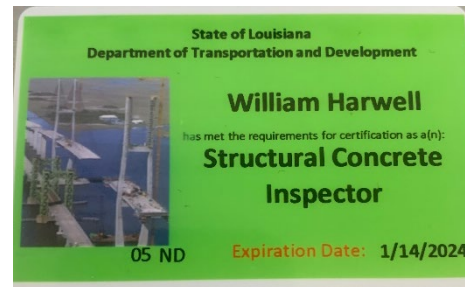 State of Louisiana
Department of Transportation and Development
William Harwell
has met the requirements for certification as a(n):
Structural Concrete
Inspector
05 ND
Expiration Date: 1/14/2024